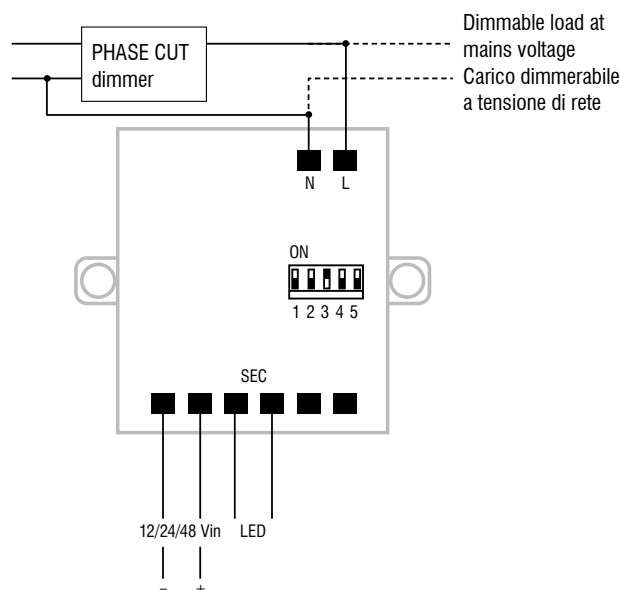 PHASE CUT
dimmer
Dimmable load at
mains voltage
Carico dimmerabile
a tensione di rete
N L
ON
1 2 3 4 5
SEC
12/24/48 Vin LED
- +